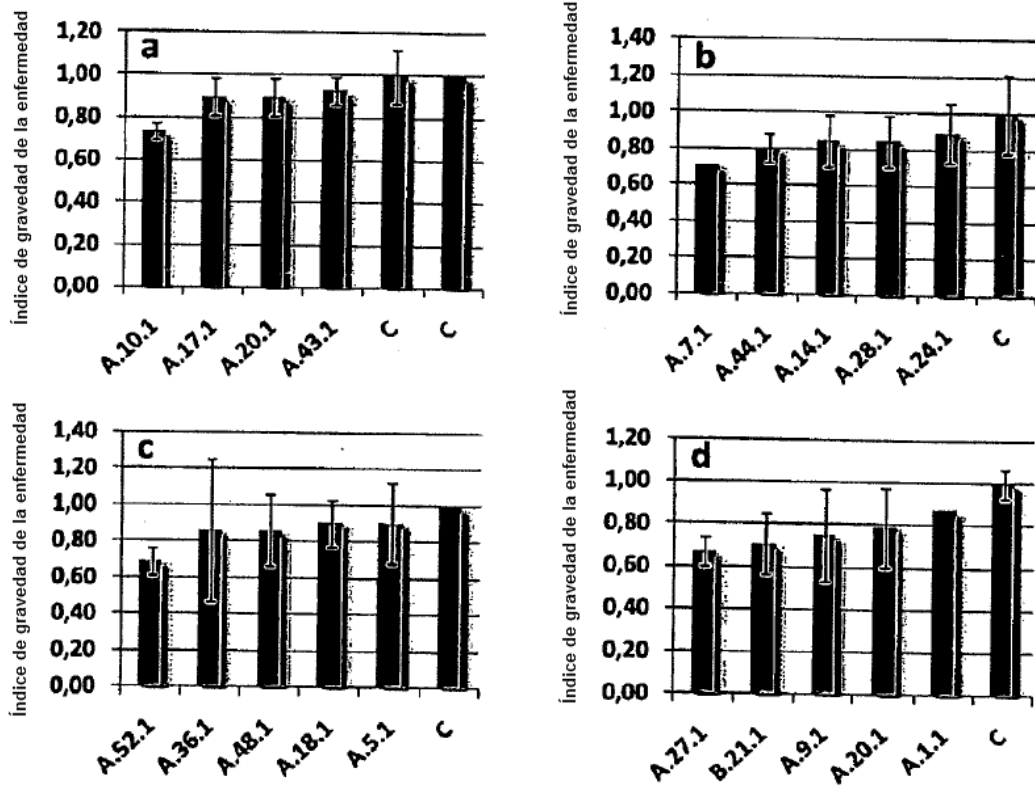 Índice de gravedad de la enfermedad
a
1,20
1,00
0,80
0,60
0,40
0,20
0,00
A.10.1
A.17.1
A.20.1
A.43.1
C
C
Índice de gravedad de la enfermedad
b
1,40
1,20
1,00
0,80
0,60
0,40
0,20
0,00
A.7.1
A.44.1
A.14.1
A.28.1
A.24.1
C
Índice de gravedad de la enfermedad
c
1,40
1,20
1,00
0,80
0,60
0,40
0,20
0,00
A.52.1
A.36.1
A.48.1
A.18.1
A.5.1
C
Índice de gravedad de la enfermedad
d
1,20
1,00
0,80
0,60
0,40
0,20
0,00
A.27.1
B.21.1
A.9.1
A.20.1
A.1.1
C